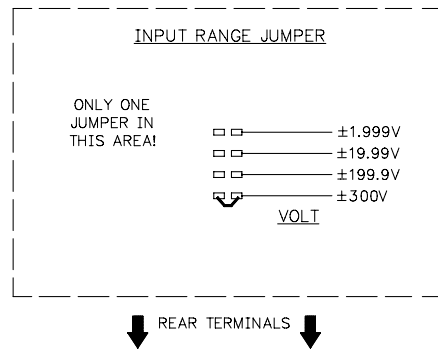 INPUT RANGE JUMPER
ONLY ONE
JUMPER IN
THIS AREA!
±1.999V
±19.99V
±199.9V
±300V
VOLT
REAR TERMINALS